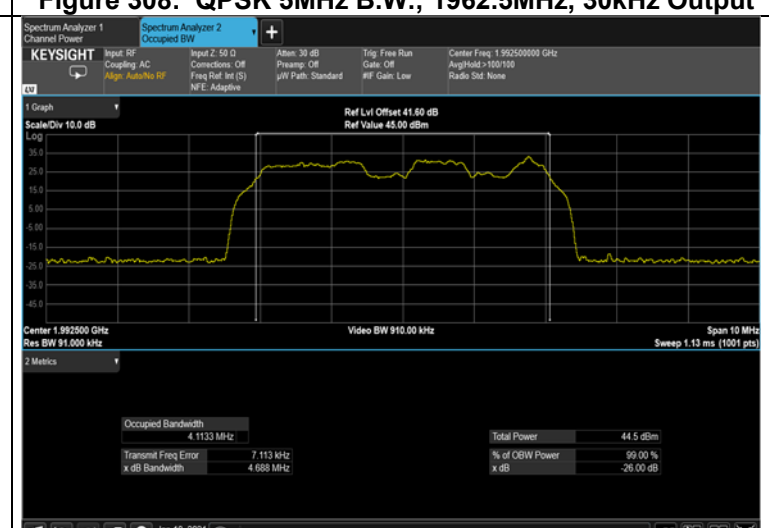 Figure 308: QPSK 5MHz B.W., 1962.5MHz, 30kHz Output
Spectrum Analyzer 1
Channel Power
Spectrum Analyzer 2
Occupied BW
+
KEYSIGHT
Input: RF
Coupling: AC
Align: Auto/No RF
Input Z: 50 Ω
Corrections: Off
Freq Ref: Int (S)
NFE: Adaptive
Atten: 30 dB
Preamp: Off
µW Path: Standard
Trig: Free Run
Gate: Off
#IF Gain: Low
Center Freq: 1.992500000 GHz
Avg|Hold:>100/100
Radio Std: None
LXI
1 Graph
Scale/Div 10.0 dB
Ref Lvl Offset 41.60 dB
Ref Value 45.00 dBm
Log
35.0
25.0
15.0
5.00
-5.00
-15.0
-25.0
-35.0
-45.0
Center 1.992500 GHz
Res BW 91.000 kHz
Video BW 910.00 kHz
Span 10 MHz
Sweep 1.13 ms (1001 pts)
2 Metrics
Occupied Bandwidth
4.1133 MHz
Transmit Freq Error 7.113 kHz
x dB Bandwidth 4.688 MHz
Total Power 44.5 dBm
% of OBW Power 99.00 %
x dB -26.00 dB